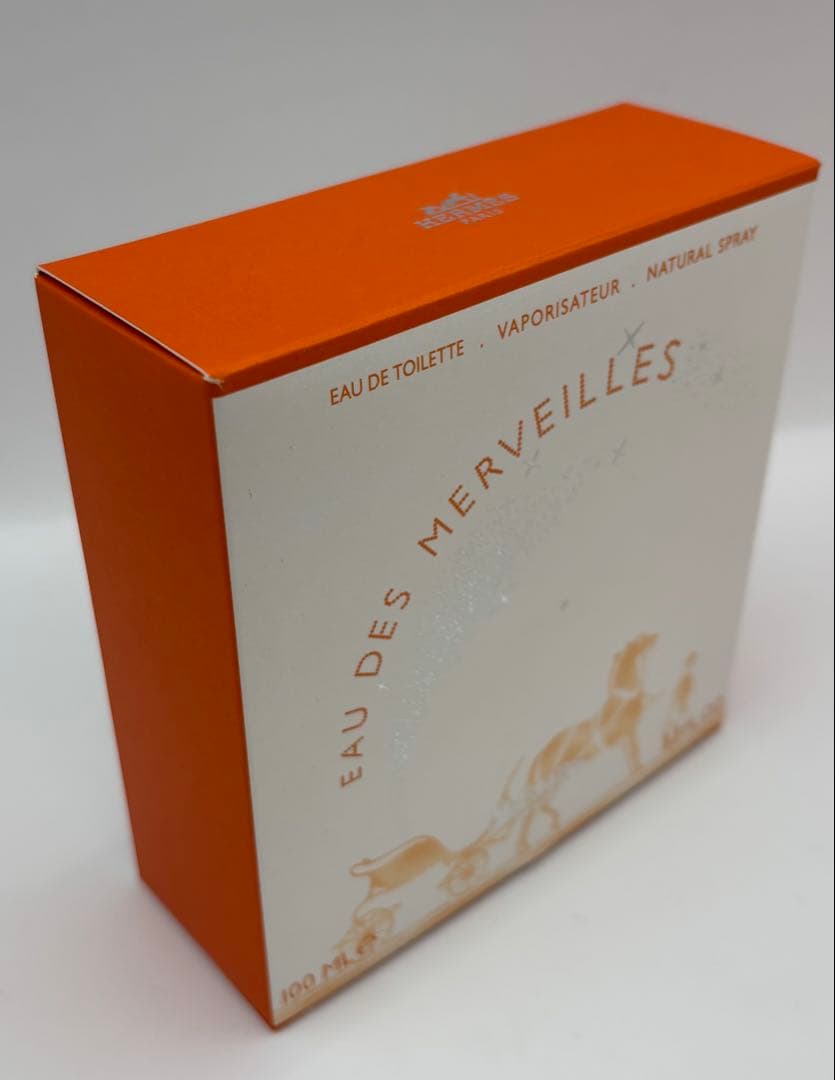 HERMÈS
PARIS
EAU DE TOILETTE . VAPORISATEUR . NATURAL SPRAY
EAU DES MERVEILLES
100 ML ℮